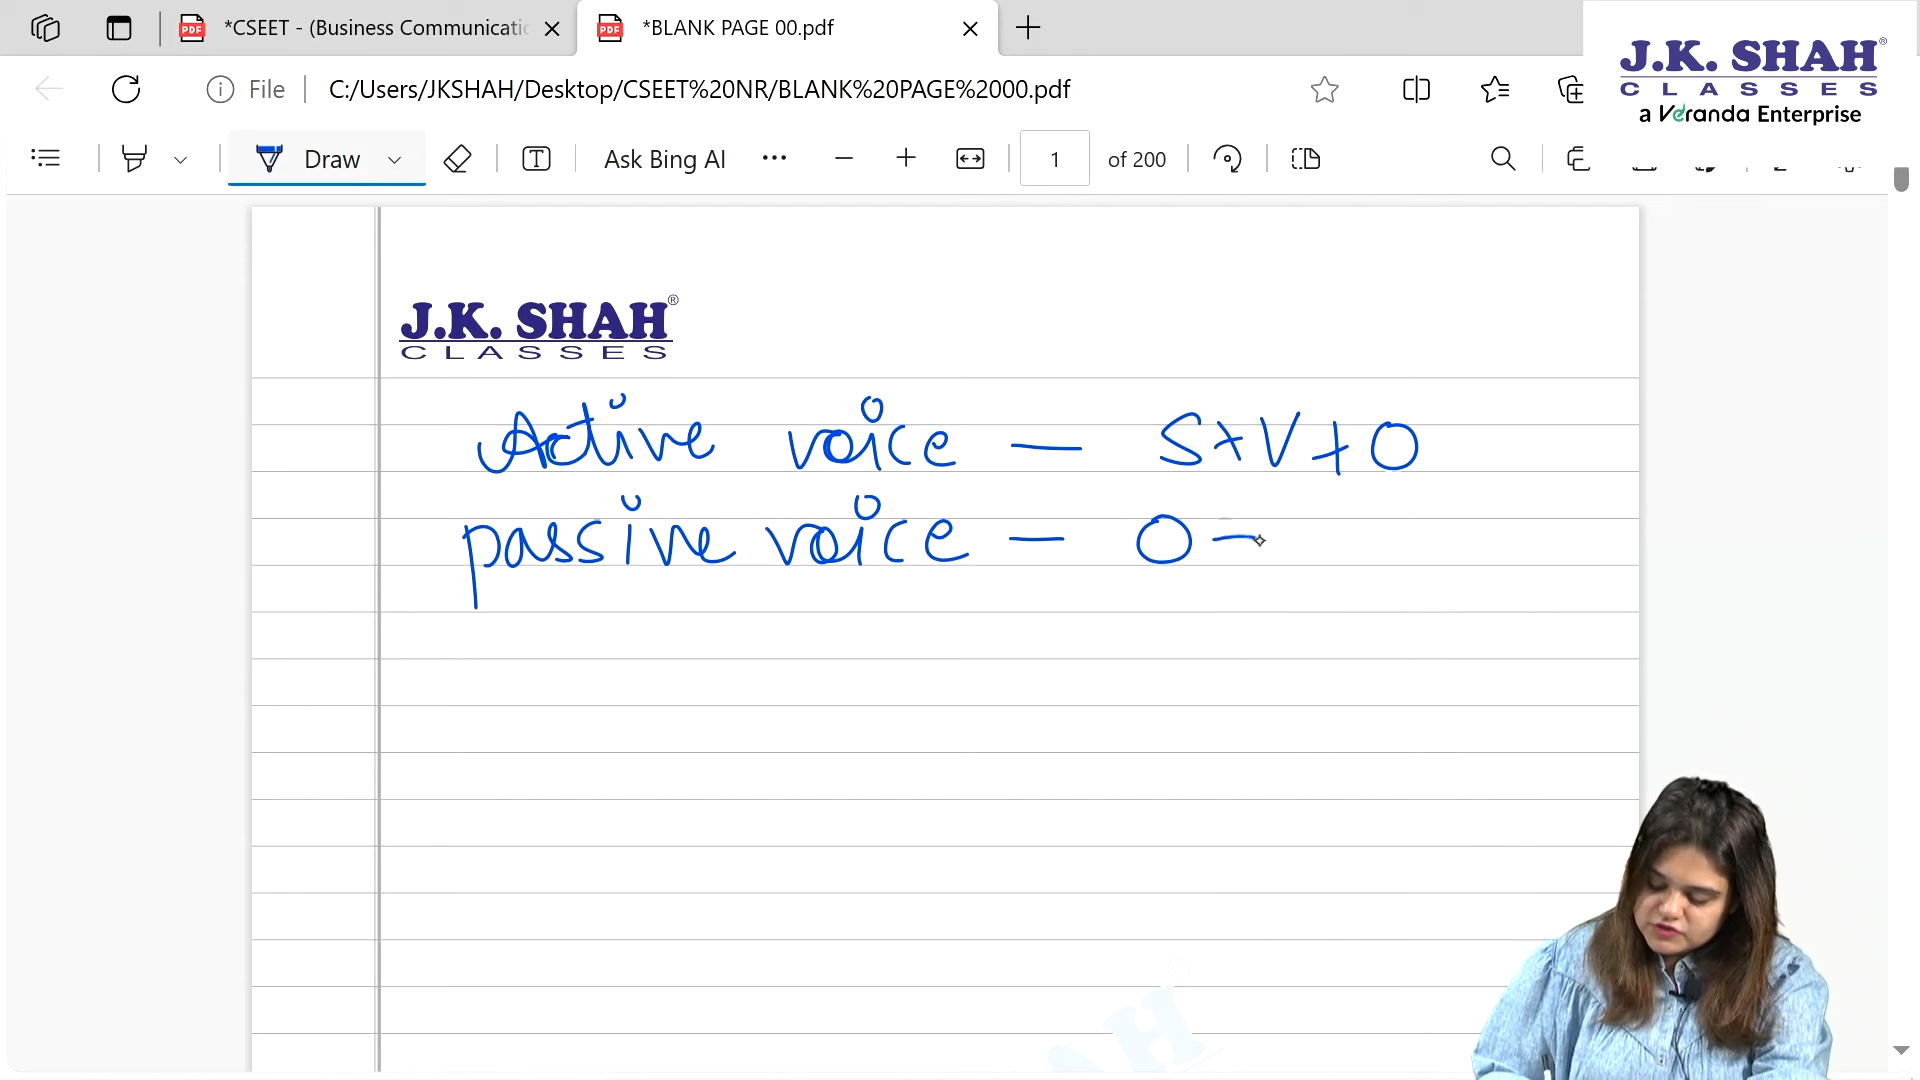 *CSEET - (Business Communicatio
*BLANK PAGE 00.pdf
File
C:/Users/JKSHAH/Desktop/CSEET%20NR/BLANK%20PAGE%2000.pdf
J.K. SHAH®
CLASSES
a Veranda Enterprise
Draw
Ask Bing AI
1 of 200
J.K. SHAH®
CLASSES
Active voice — S+V+O
passive voice — O -